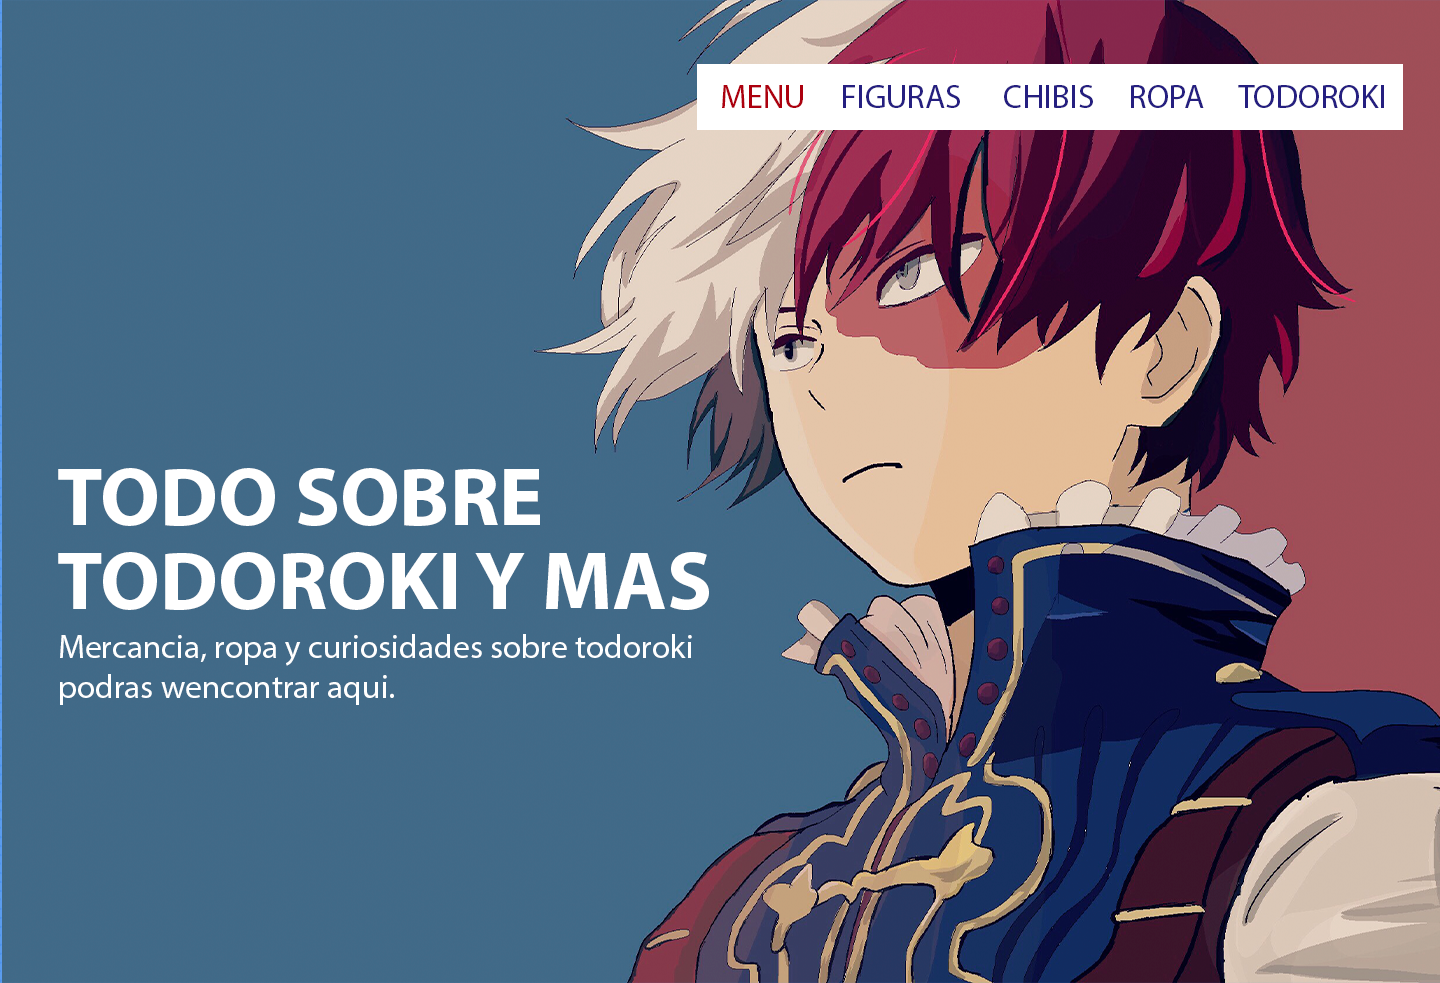 MENU FIGURAS CHIBIS ROPA TODOROKI
TODO SOBRE
TODOROKI Y MAS
Mercancia, ropa y curiosidades sobre todoroki
podras wencontrar aqui.